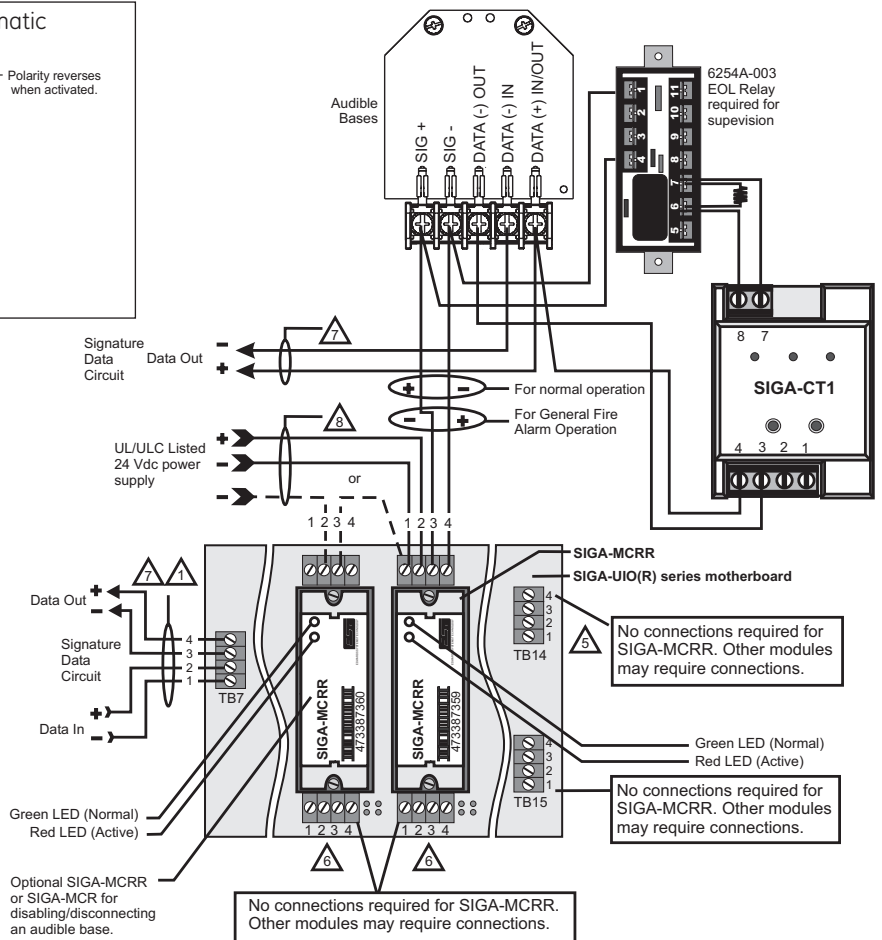 matic
Polarity reverses
when activated.
Audible
Bases
SIG +
SIG -
DATA (-) OUT
DATA (-) IN
DATA (+) IN/OUT
6254A-003
EOL Relay
required for
supevision
1
2
3
4
11
10
9
8
7
6
5
8 7
SIGA-CT1
4 3 2 1
Signature
Data
Circuit
Data Out
-
+
7
+ -
For normal operation
- +
For General Fire
Alarm Operation
8
UL/ULC Listed
24 Vdc power
supply
+
-
-
or
1 2 3 4
1 2 3 4
SIGA-MCRR
SIGA-UIO(R) series motherboard
7 1
Data Out
+
-
Signature
Data
Circuit
Data In
+
-
4
3
2
1
TB7
SIGA-MCRR
473387360
SIGA-MCRR
473387359
4
3
2
1
TB14
5
No connections required for
SIGA-MCRR. Other modules
may require connections.
Green LED (Normal)
Red LED (Active)
4
3
2
1
TB15
No connections required for
SIGA-MCRR. Other modules
may require connections.
Green LED (Normal)
Red LED (Active)
1 2 3 4
1 2 3 4
6
6
Optional SIGA-MCRR
or SIGA-MCR for
disabling/disconnecting
an audible base.
No connections required for SIGA-MCRR.
Other modules may require connections.